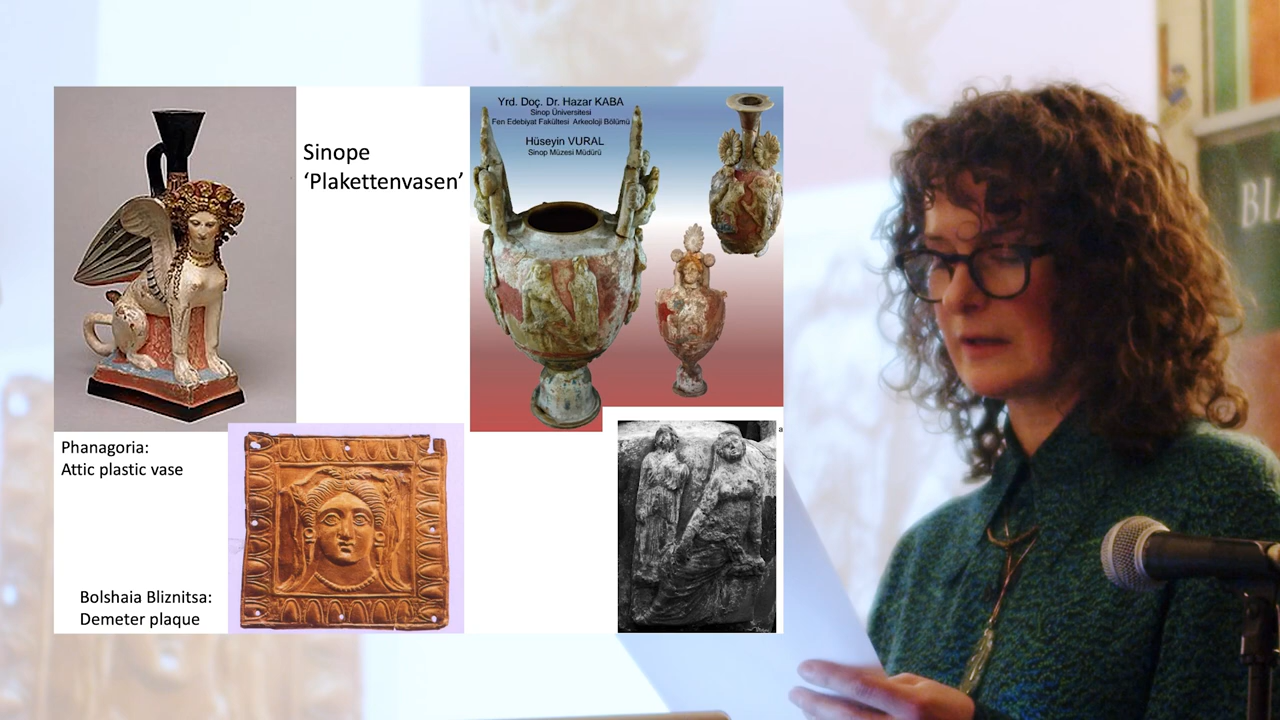 Sinope
‘Plakettenvasen’
Yrd. Doç. Dr. Hazar KABA
Sinop Üniversitesi
Fen Edebiyat Fakültesi Arkeoloji Bölümü
Hüseyin VURAL
Sinop Müzesi Müdürü
Phanagoria:
Attic plastic vase
Bolshaia Bliznitsa:
Demeter plaque
a